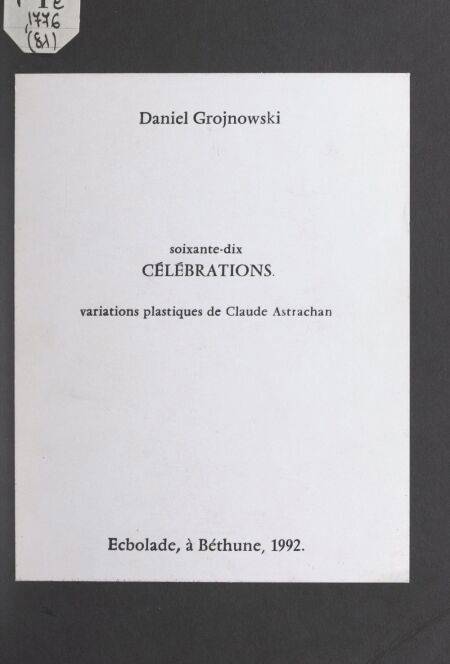 1776
(81)
Daniel Grojnowski
soixante-dix
CÉLÉBRATIONS.
variations plastiques de Claude Astrachan
Ecbolade, à Béthune, 1992.